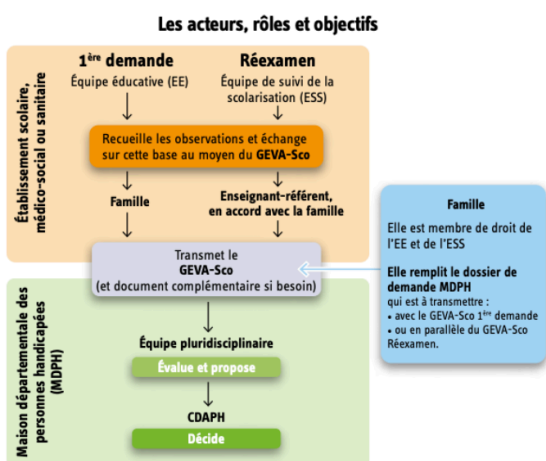 Les acteurs, rôles et objectifs
Établissement scolaire,
médico-social ou sanitaire
1ère demande
Équipe éducative (EE)
Réexamen
Équipe de suivi de la
scolarisation (ESS)
Recueille les observations et échange
sur cette base au moyen du GEVA-Sco
Famille
Enseignant-référent,
en accord avec la famille
Transmet le
GEVA-Sco
(et document complémentaire si besoin)
Famille
Elle est membre de droit de
l'EE et de l'ESS
Elle remplit le dossier de
demande MDPH
qui est à transmettre :
• avec le GEVA-Sco 1ère demande
• ou en parallèle du GEVA-Sco
Réexamen.
Maison départementale des
personnes handicapées
(MDPH)
Équipe pluridisciplinaire
Évalue et propose
CDAPH
Décide